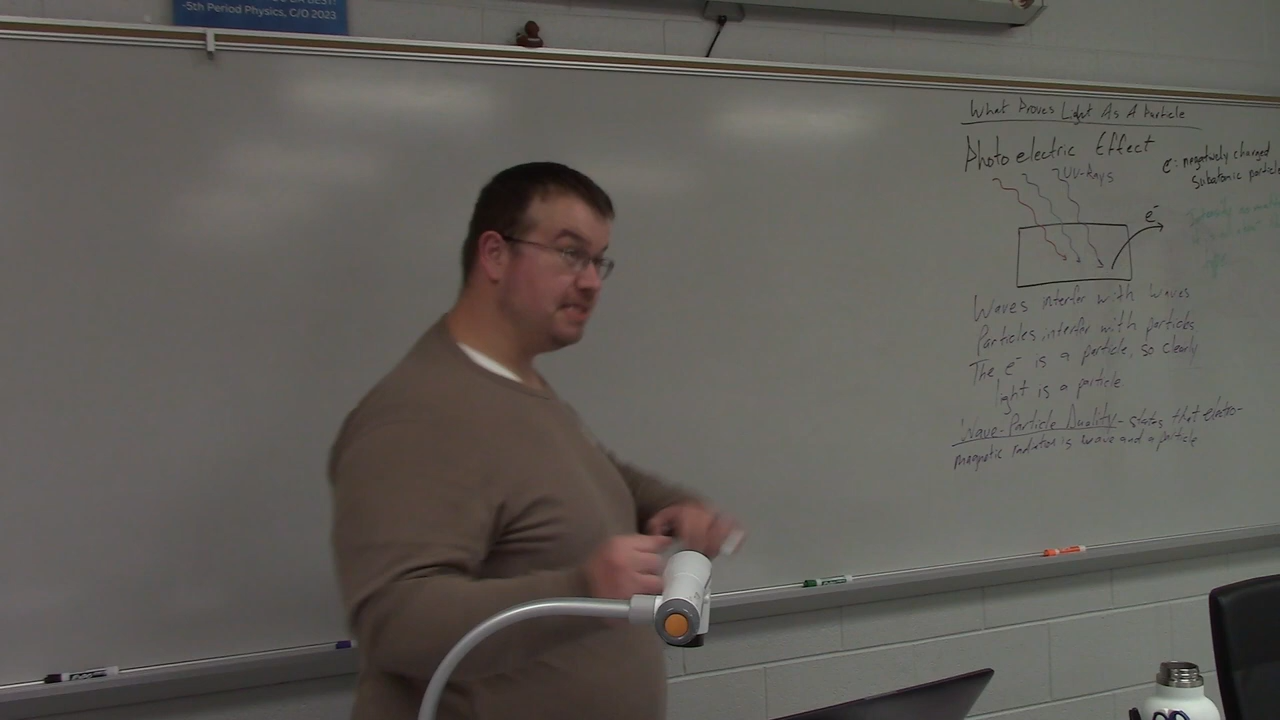 -5th Period Physics, C/O 2023
What Proves Light As A Particle
Photoelectric Effect
UV-Rays
e⁻: negatively charged
subatomic particle
e⁻
Waves interfer with waves
Particles interfer with particles
The e⁻ is a particle, so clearly
light is a particle
Wave-Particle Duality - states that electro-
magnetic radiation is wave and a particle